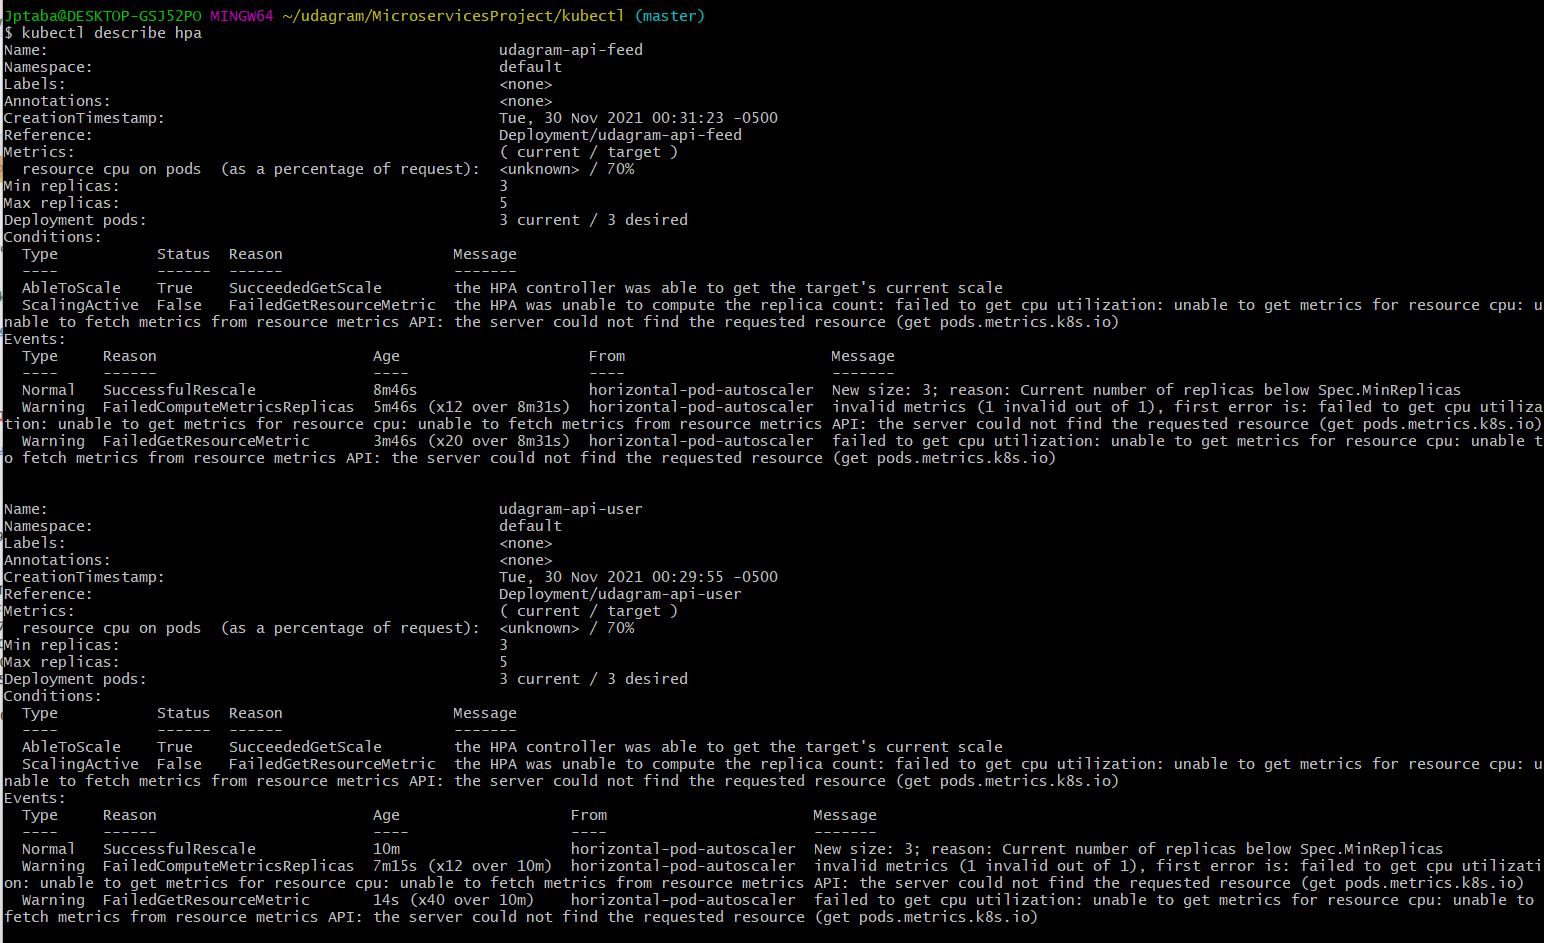 Jptaba@DESKTOP-GSJ52PO MINGW64 ~/udagram/MicroservicesProject/kubectl (master)
$ kubectl describe hpa
Name:                                                  udagram-api-feed
Namespace:                                             default
Labels:                                                <none>
Annotations:                                           <none>
CreationTimestamp:                                     Tue, 30 Nov 2021 00:31:23 -0500
Reference:                                             Deployment/udagram-api-feed
Metrics:                                               ( current / target )
  resource cpu on pods  (as a percentage of request):  <unknown> / 70%
Min replicas:                                          3
Max replicas:                                          5
Deployment pods:                                       3 current / 3 desired
Conditions:
  Type           Status  Reason                   Message
  ----           ------  ------                   -------
  AbleToScale    True    SucceededGetScale        the HPA controller was able to get the target's current scale
  ScalingActive  False   FailedGetResourceMetric  the HPA was unable to compute the replica count: failed to get cpu utilization: unable to get metrics for resource cpu: u
nable to fetch metrics from resource metrics API: the server could not find the requested resource (get pods.metrics.k8s.io)
Events:
  Type     Reason                        Age                    From                       Message
  ----     ------                        ----                   ----                       -------
  Normal   SuccessfulRescale             8m46s                  horizontal-pod-autoscaler  New size: 3; reason: Current number of replicas below Spec.MinReplicas
  Warning  FailedComputeMetricsReplicas  5m46s (x12 over 8m31s)  horizontal-pod-autoscaler  invalid metrics (1 invalid out of 1), first error is: failed to get cpu utiliza
tion: unable to get metrics for resource cpu: unable to fetch metrics from resource metrics API: the server could not find the requested resource (get pods.metrics.k8s.io)
  Warning  FailedGetResourceMetric       3m46s (x20 over 8m31s)  horizontal-pod-autoscaler  failed to get cpu utilization: unable to get metrics for resource cpu: unable t
o fetch metrics from resource metrics API: the server could not find the requested resource (get pods.metrics.k8s.io)
Name:                                                  udagram-api-user
Namespace:                                             default
Labels:                                                <none>
Annotations:                                           <none>
CreationTimestamp:                                     Tue, 30 Nov 2021 00:29:55 -0500
Reference:                                             Deployment/udagram-api-user
Metrics:                                               ( current / target )
  resource cpu on pods  (as a percentage of request):  <unknown> / 70%
Min replicas:                                          3
Max replicas:                                          5
Deployment pods:                                       3 current / 3 desired
Conditions:
  Type           Status  Reason                   Message
  ----           ------  ------                   -------
  AbleToScale    True    SucceededGetScale        the HPA controller was able to get the target's current scale
  ScalingActive  False   FailedGetResourceMetric  the HPA was unable to compute the replica count: failed to get cpu utilization: unable to get metrics for resource cpu: u
nable to fetch metrics from resource metrics API: the server could not find the requested resource (get pods.metrics.k8s.io)
Events:
  Type     Reason                        Age                   From                       Message
  ----     ------                        ----                  ----                       -------
  Normal   SuccessfulRescale             10m                   horizontal-pod-autoscaler  New size: 3; reason: Current number of replicas below Spec.MinReplicas
  Warning  FailedComputeMetricsReplicas  7m15s (x12 over 10m)  horizontal-pod-autoscaler  invalid metrics (1 invalid out of 1), first error is: failed to get cpu utilizati
on: unable to get metrics for resource cpu: unable to fetch metrics from resource metrics API: the server could not find the requested resource (get pods.metrics.k8s.io)
  Warning  FailedGetResourceMetric       14s (x40 over 10m)    horizontal-pod-autoscaler  failed to get cpu utilization: unable to get metrics for resource cpu: unable to
fetch metrics from resource metrics API: the server could not find the requested resource (get pods.metrics.k8s.io)